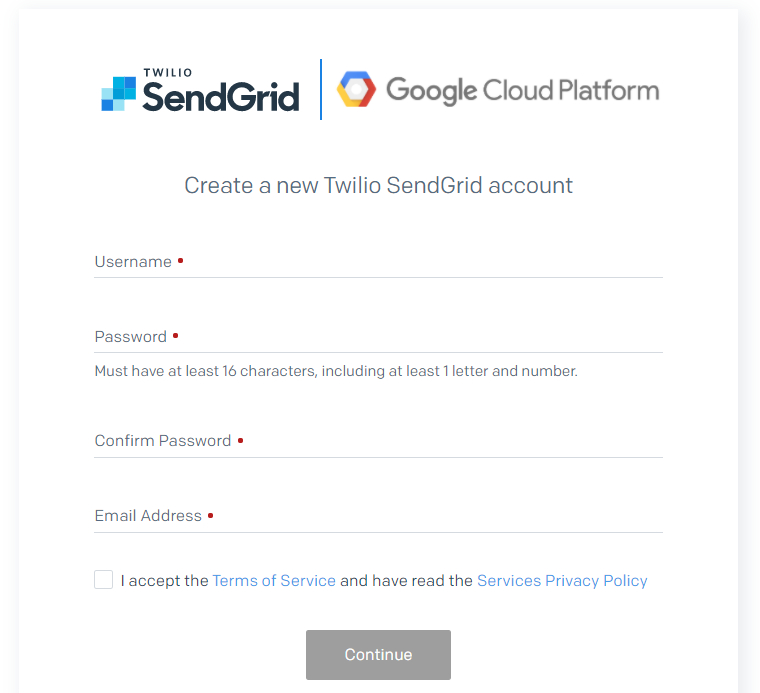 TWILIO
SendGrid
Google Cloud Platform
Create a new Twilio SendGrid account
Username
Password
Must have at least 16 characters, including at least 1 letter and number.
Confirm Password
Email Address
I accept the Terms of Service and have read the Services Privacy Policy
Continue